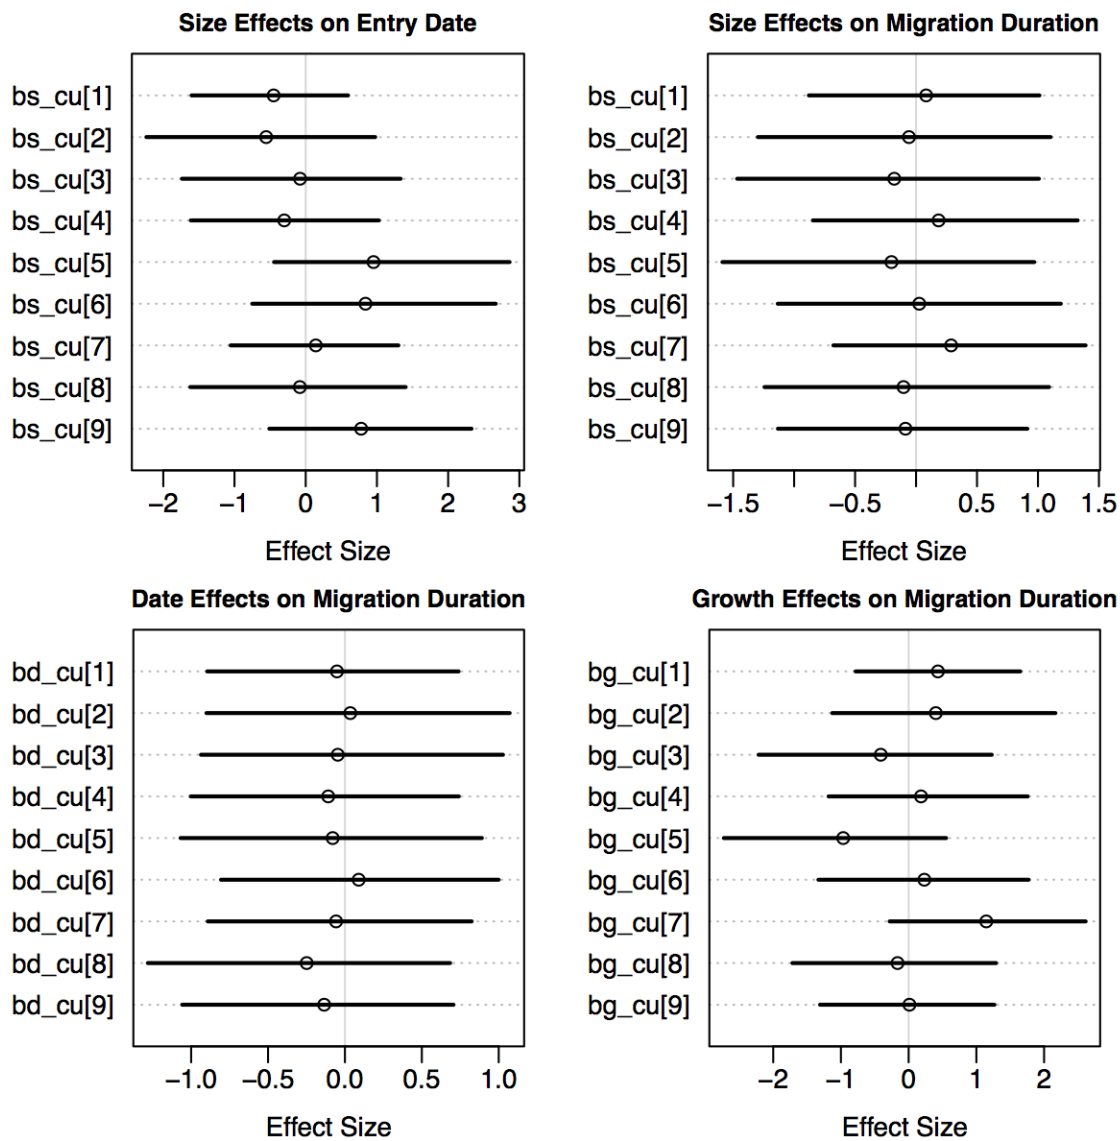 Size Effects on Entry Date
bs_cu[1]
bs_cu[2]
bs_cu[3]
bs_cu[4]
bs_cu[5]
bs_cu[6]
bs_cu[7]
bs_cu[8]
bs_cu[9]
−2 −1 0 1 2 3
Effect Size
Size Effects on Migration Duration
bs_cu[1]
bs_cu[2]
bs_cu[3]
bs_cu[4]
bs_cu[5]
bs_cu[6]
bs_cu[7]
bs_cu[8]
bs_cu[9]
−1.5 −0.5 0.5 1.0 1.5
Effect Size
Date Effects on Migration Duration
bd_cu[1]
bd_cu[2]
bd_cu[3]
bd_cu[4]
bd_cu[5]
bd_cu[6]
bd_cu[7]
bd_cu[8]
bd_cu[9]
−1.0 −0.5 0.0 0.5 1.0
Effect Size
Growth Effects on Migration Duration
bg_cu[1]
bg_cu[2]
bg_cu[3]
bg_cu[4]
bg_cu[5]
bg_cu[6]
bg_cu[7]
bg_cu[8]
bg_cu[9]
−2 −1 0 1 2
Effect Size